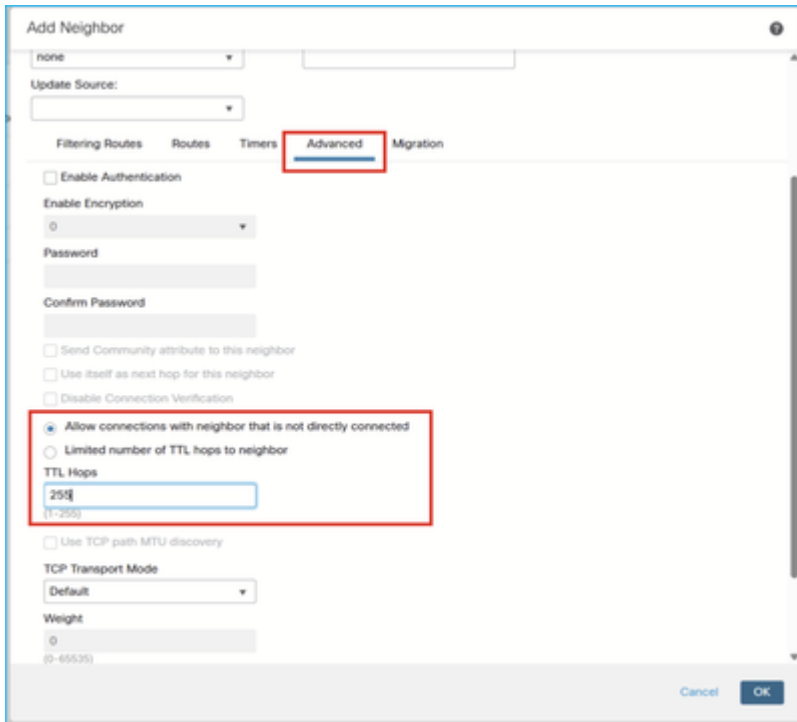 Add Neighbor
none
Update Source:
Filtering Routes Routes Timers Advanced Migration
Enable Authentication
Enable Encryption
0
Password
Confirm Password
Send Community attribute to this neighbor
Use itself as next hop for this neighbor
Disable Connection Verification
Allow connections with neighbor that is not directly connected
Limited number of TTL hops to neighbor
TTL Hops
255
(1-255)
Use TCP path MTU discovery
TCP Transport Mode
Default
Weight
0
(0-65535)
Cancel OK